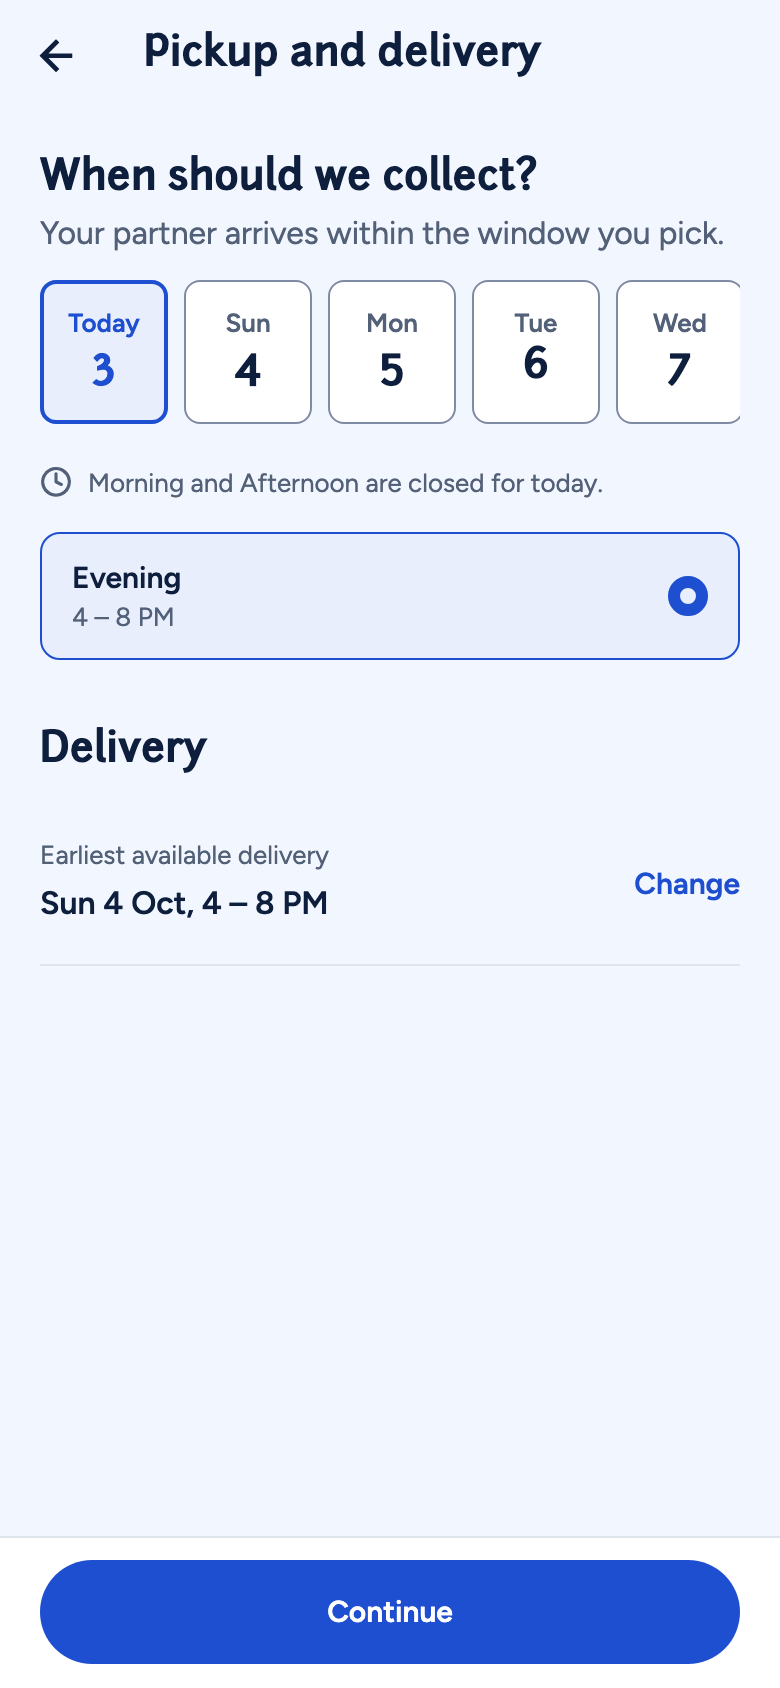 Pickup and delivery
When should we collect?
Your partner arrives within the window you pick.
Today Sun Mon Tue Wed
3 4 5 6 7
Morning and Afternoon are closed for today.
Evening
4 – 8 PM
Delivery
Earliest available delivery
Sun 4 Oct, 4 – 8 PM
Change
Continue